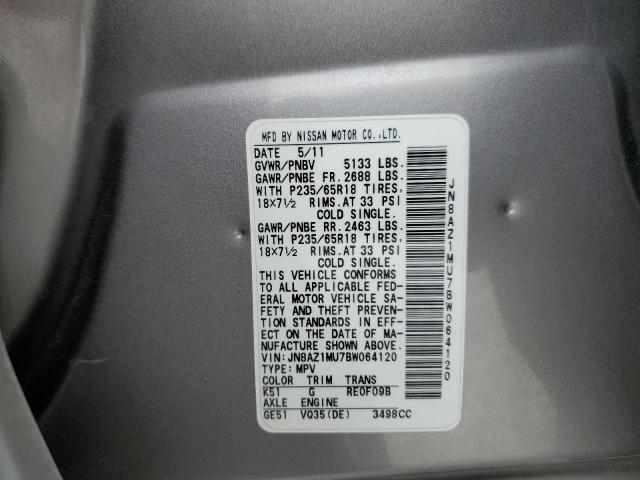 MFD BY NISSAN MOTOR CO.,LTD.
DATE 5/11
GVWR/PNBV 5133 LBS.
GAWR/PNBE FR. 2688 LBS.
WITH P235/65R18 TIRES,
18×7½ RIMS.AT 33 PSI
COLD SINGLE.
GAWR/PNBE RR. 2463 LBS.
WITH P235/65R18 TIRES,
18×7½ RIMS.AT 33 PSI
COLD SINGLE.
THIS VEHICLE CONFORMS
TO ALL APPLICABLE FED-
ERAL MOTOR VEHICLE SA-
FETY AND THEFT PREVEN-
TION STANDARDS IN EFF-
ECT ON THE DATE OF MA-
NUFACTURE SHOWN ABOVE.
VIN:JN8AZ1MU7BW064120
TYPE: MPV
COLOR TRIM TRANS
K51 G RE0F09B
AXLE ENGINE
GE51 VQ35(DE) 3498CC
JN8AZ1MU7BW064120